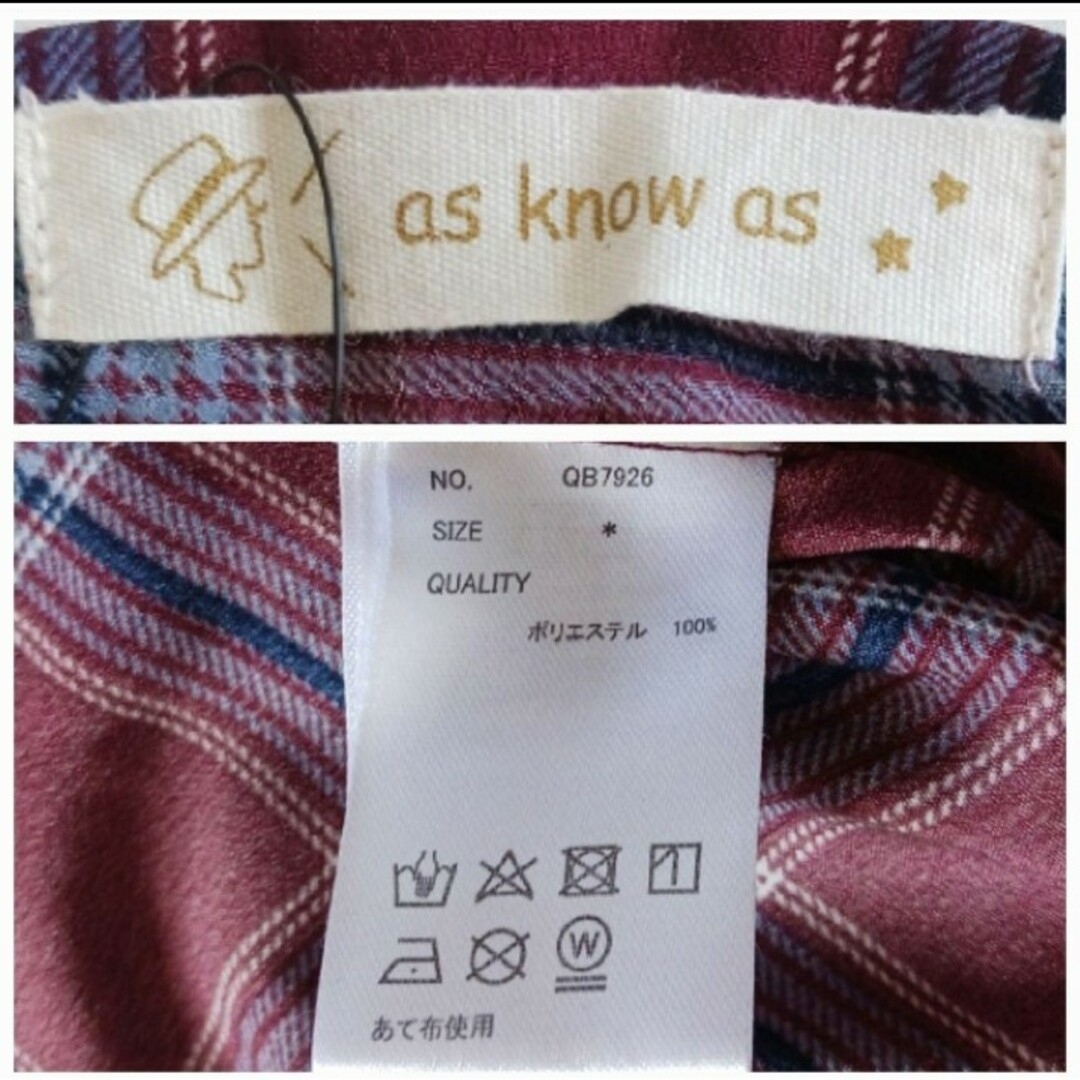 as know as
NO. QB7926
SIZE *
QUALITY
ポリエステル 100%
W
あて布使用